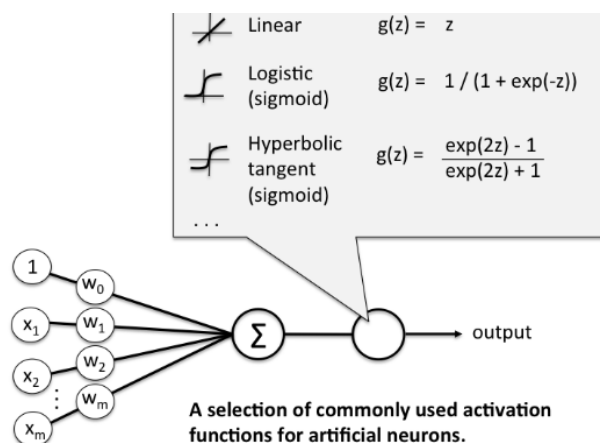 Linear g(z) = z
Logistic g(z) = 1 / (1 + exp(-z))
(sigmoid)
Hyperbolic exp(2z) - 1
tangent g(z) =
(sigmoid) exp(2z) + 1
...
1 w0
x1 w1
Σ output
x2 w2
⋮
xm wm
A selection of commonly used activation
functions for artificial neurons.